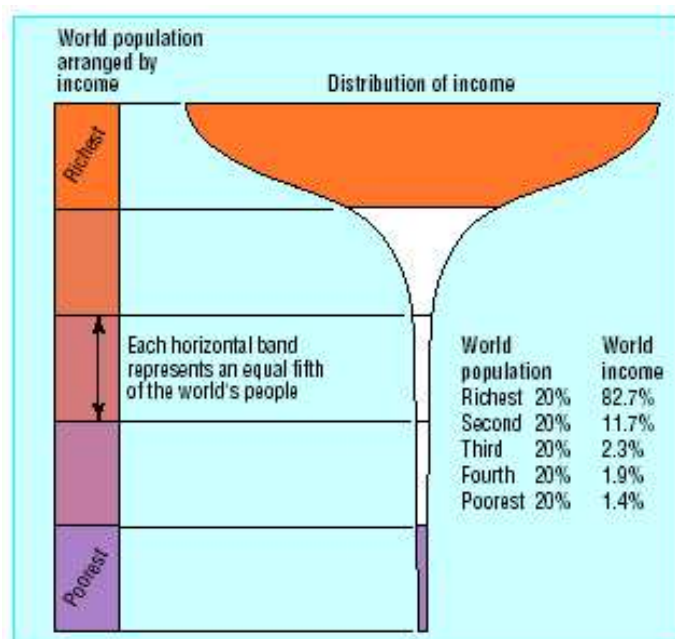 World population
arranged by
income
Distribution of income
Richest
Each horizontal band
represents an equal fifth
of the world's people
World World
population income
Richest 20% 82.7%
Second 20% 11.7%
Third 20% 2.3%
Fourth 20% 1.9%
Poorest 20% 1.4%
Poorest